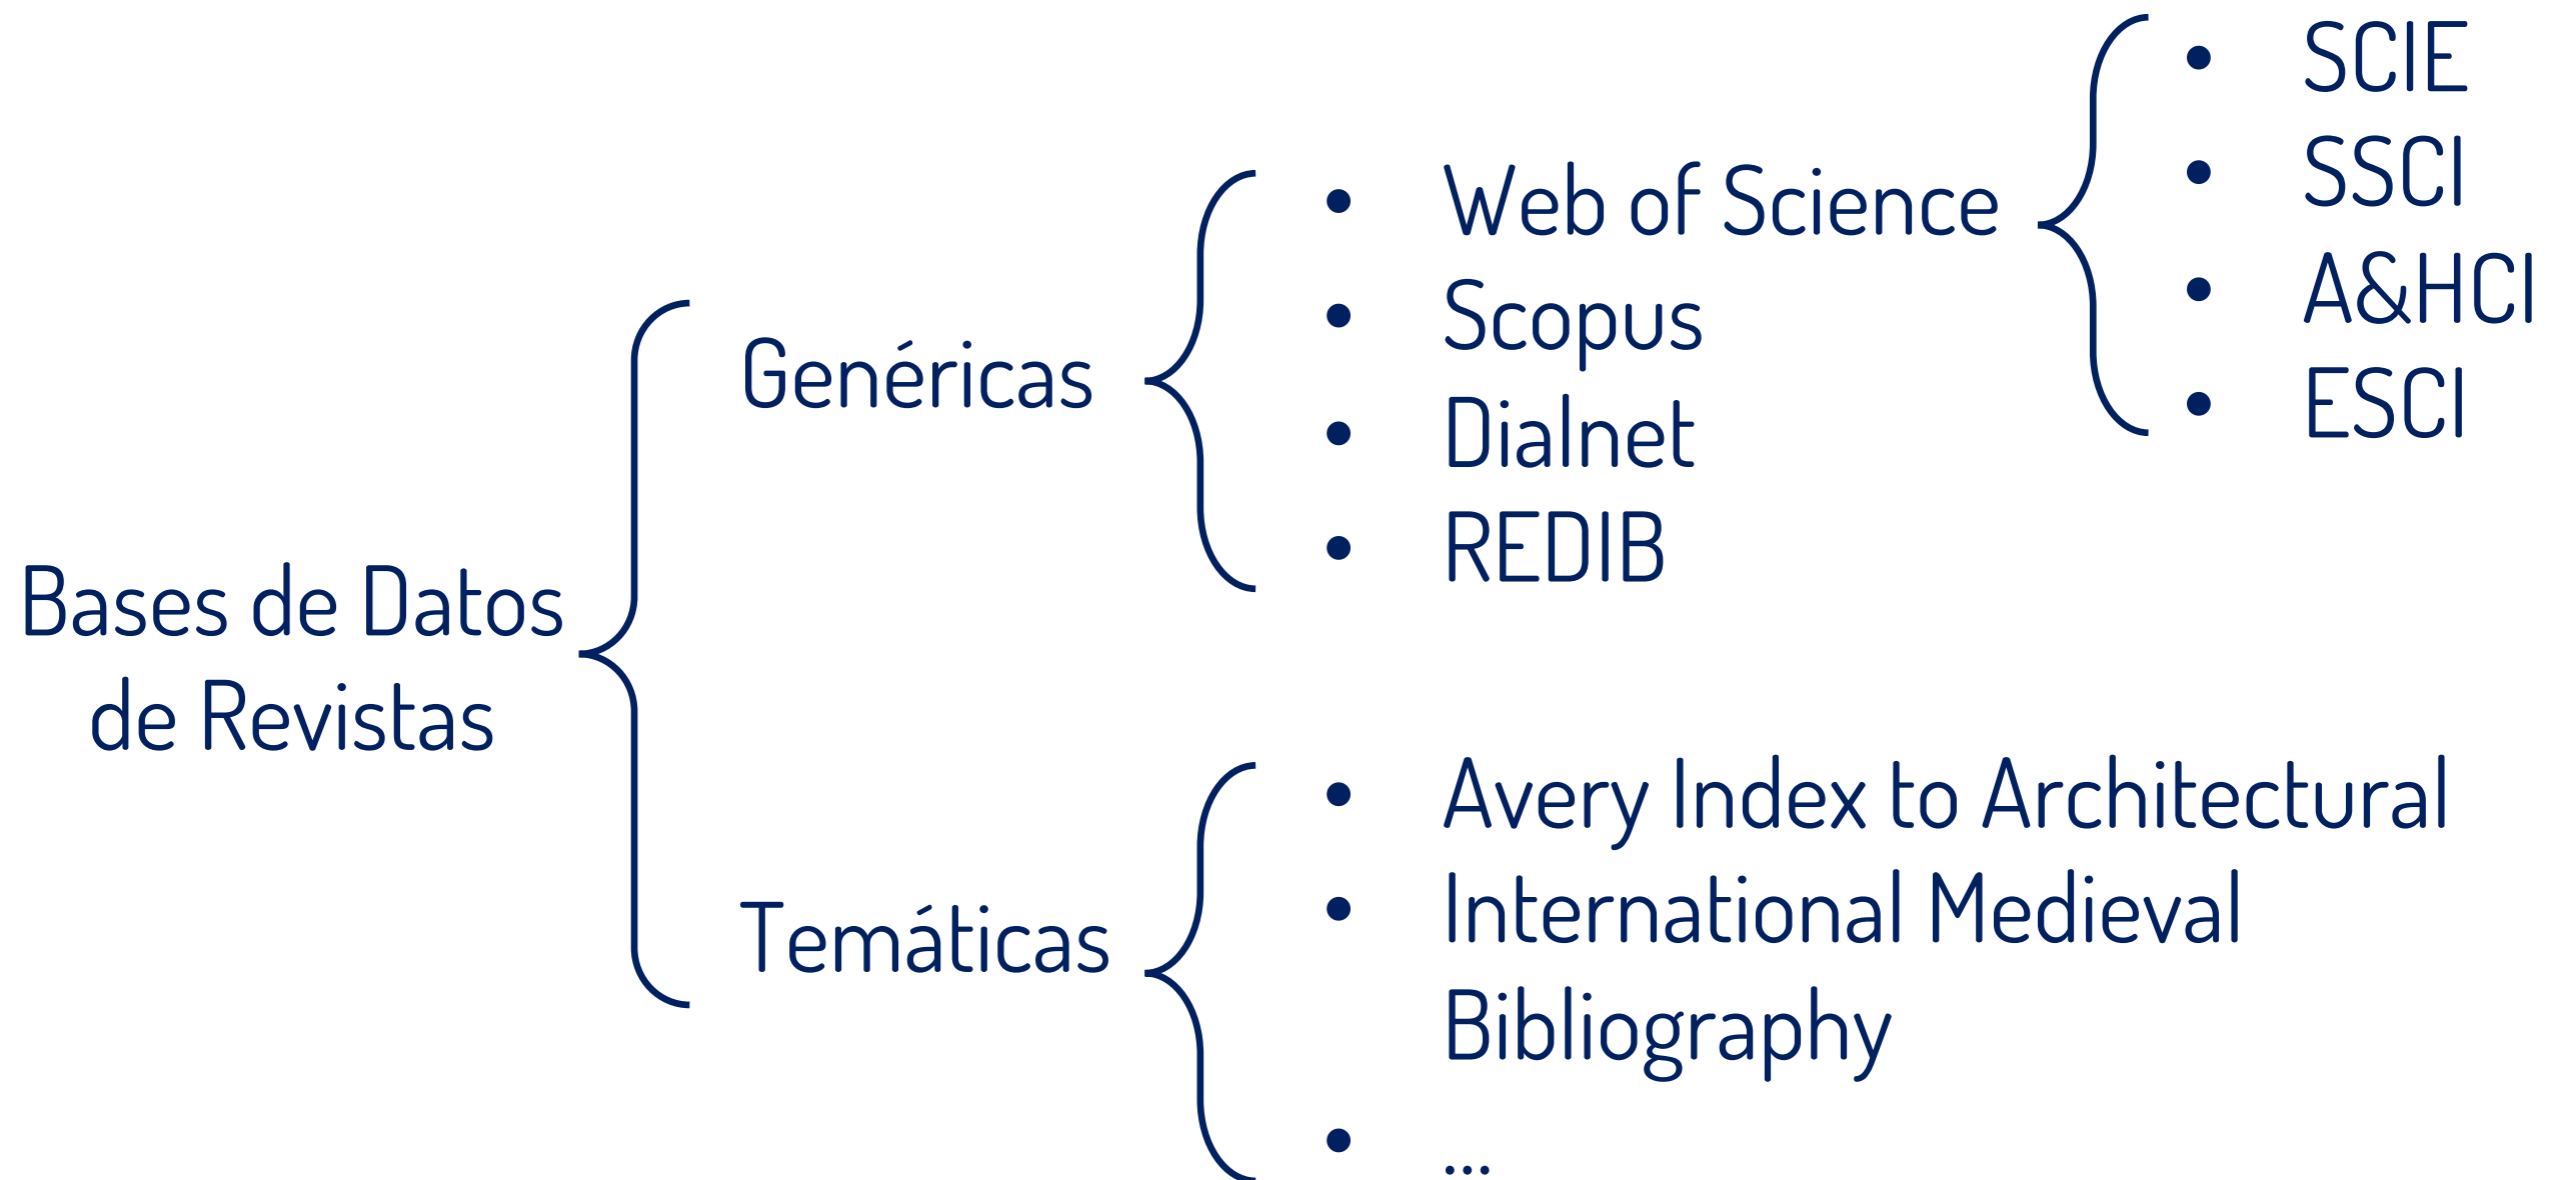 Bases de Datos
de Revistas
Genéricas
• Web of Science
• Scopus
• Dialnet
• REDIB
• SCIE
• SSCI
• A&HCI
• ESCI
Temáticas
• Avery Index to Architectural
• International Medieval
Bibliography
• ...